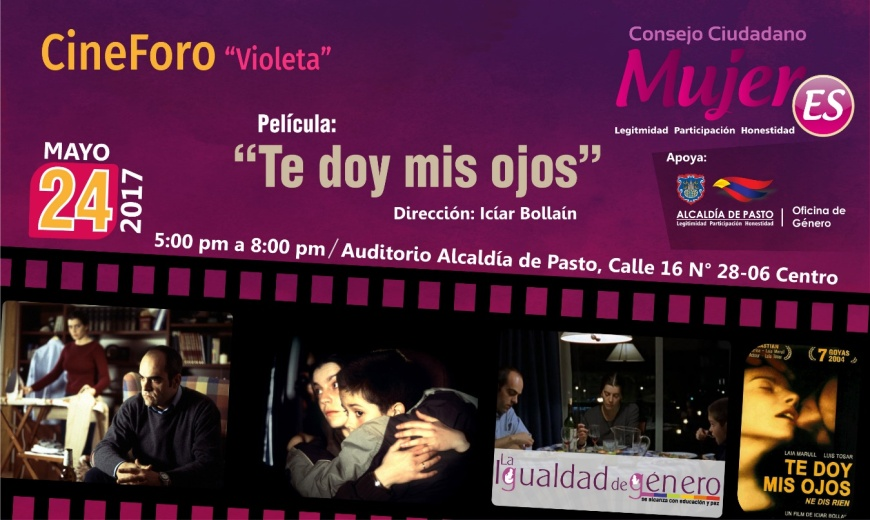 CineForo "Violeta"
Consejo Ciudadano
Mujer ES
Legitmidad Participación Honestidad
Película:
"Te doy mis ojos"
Dirección: Icíar Bollaín
MAYO
24
2017
Apoya:
ALCALDÍA DE PASTO
Legitimidad Participación Honestidad
Oficina de
Género
5:00 pm a 8:00 pm / Auditorio Alcaldía de Pasto, Calle 16 N° 28-06 Centro
La
Igualdad de género
se alcanza con educación y paz
7 GOYAS
2004
LAIA MARULL LUIS TOSAR
TE DOY
MIS OJOS
NE DIS RIEN
UN FILM DE ICIAR BOLLA